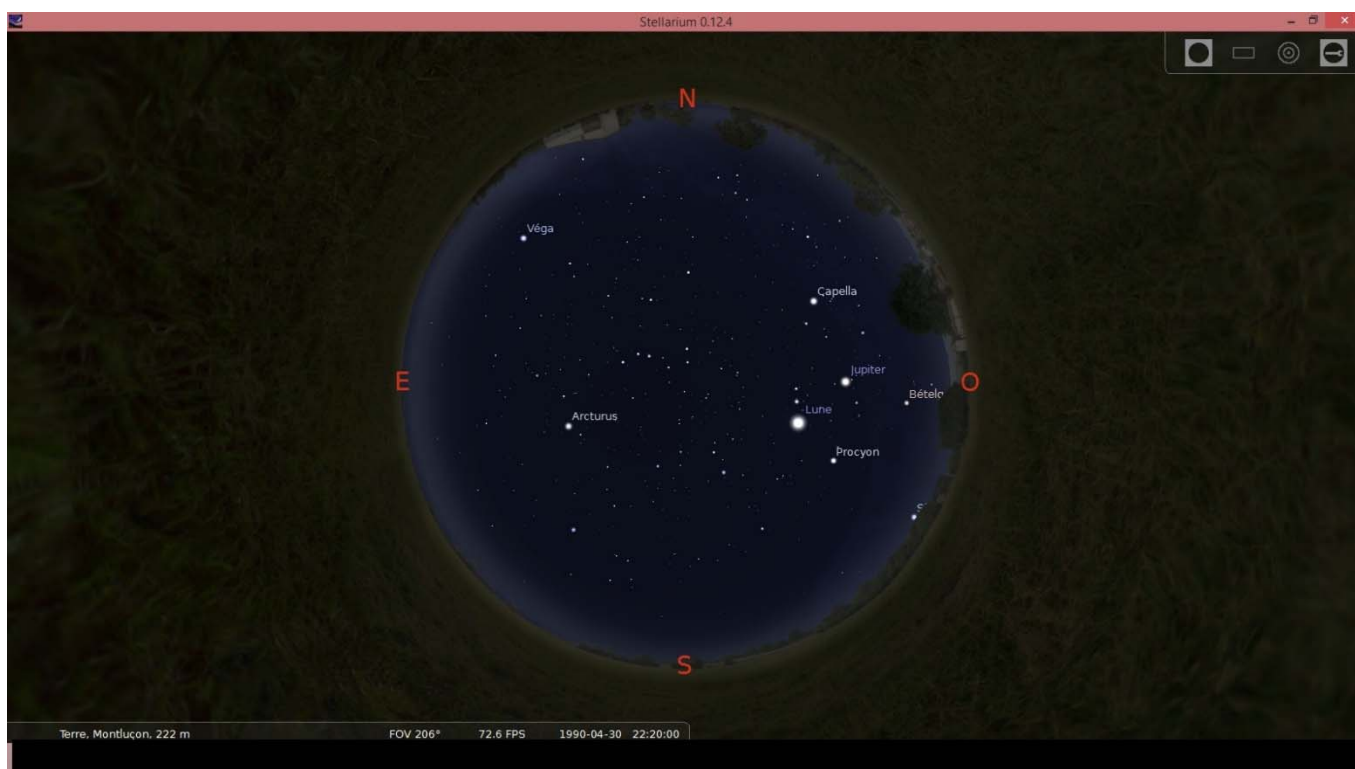 Stellarium 0.12.4
N
Véga
Capella
Jupiter
E
O
Bételg
Lune
Arcturus
Procyon
S
Terre, Montluçon, 222 m FOV 206° 72.6 FPS 1990-04-30 22:20:00